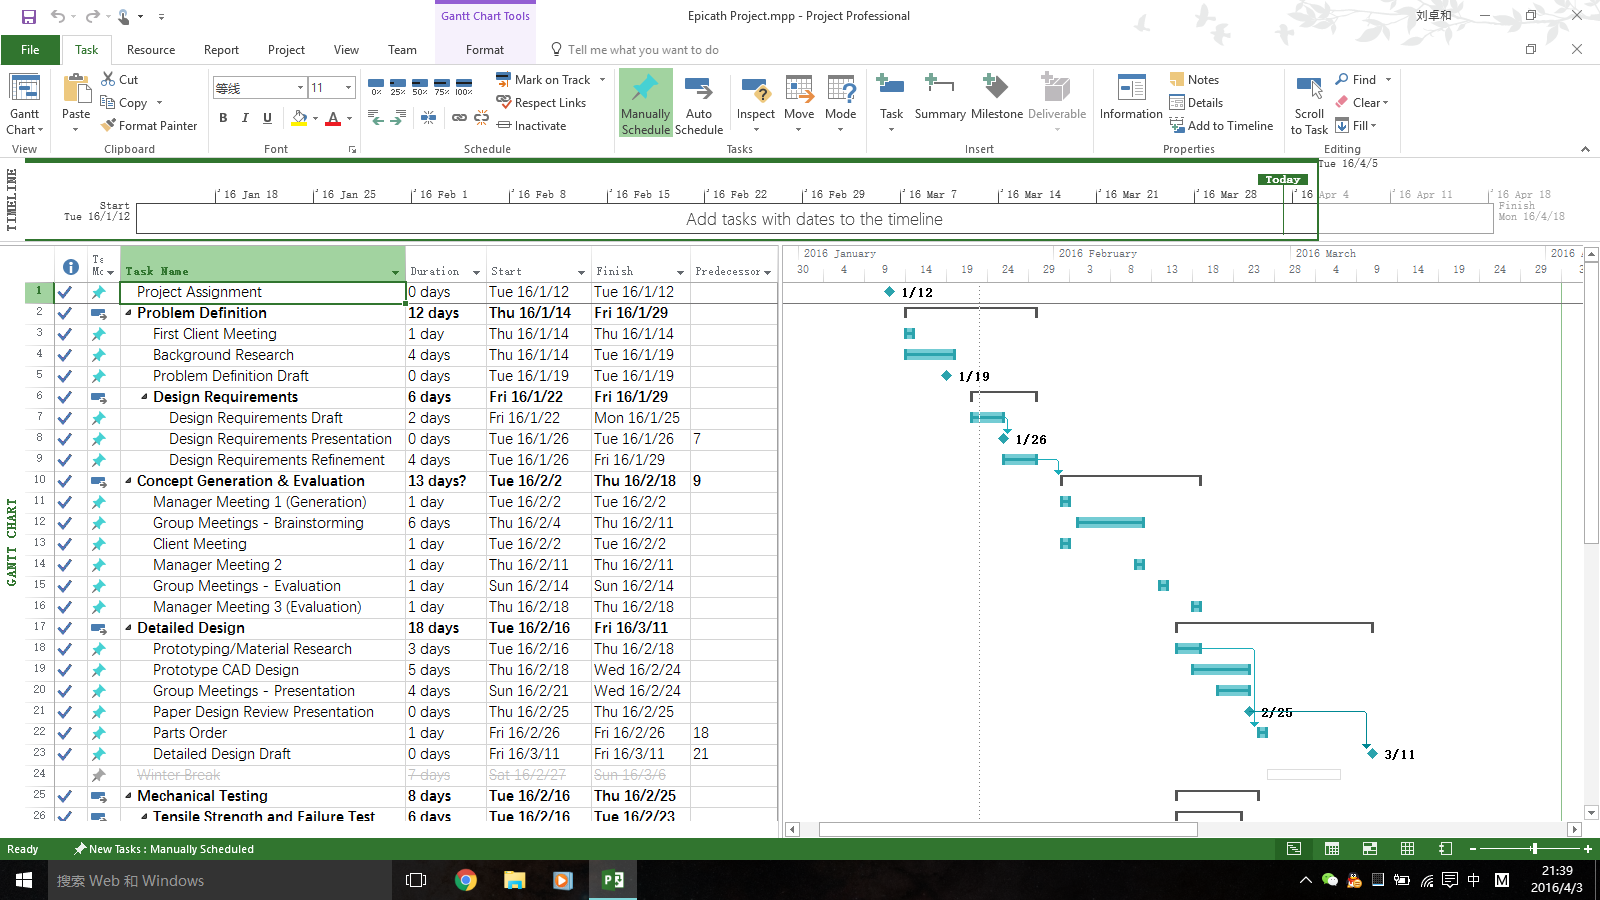 Gantt Chart Tools
Epicath Project.mpp - Project Professional
刘卓和
File Task Resource Report Project View Team Format Tell me what you want to do
Gantt Chart
View
Paste
Cut
Copy
Format Painter
Clipboard
等线 11
B I U A
Font
0% 25% 50% 75% 100%
Mark on Track
Respect Links
Inactivate
Schedule
Manually Schedule
Auto Schedule
Inspect Move Mode
Tasks
Task Summary Milestone Deliverable
Insert
Information
Notes
Details
Add to Timeline
Properties
Scroll to Task
Find
Clear
Fill
Editing
TIMELINE
Tue 16/4/5
Today
'16 Jan 18 '16 Jan 25 '16 Feb 1 '16 Feb 8 '16 Feb 15 '16 Feb 22 '16 Feb 29 '16 Mar 7 '16 Mar 14 '16 Mar 21 '16 Mar 28 '16 Apr 4 '16 Apr 11 '16 Apr 18
Start
Tue 16/1/12
Add tasks with dates to the timeline
Finish
Mon 16/4/18
GANTT CHART
Task Name Duration Start Finish Predecessor
2016 January 2016 February 2016 March 2016
30 4 9 14 19 24 29 3 8 13 18 23 28 4 9 14 19 24 29
1 Project Assignment 0 days Tue 16/1/12 Tue 16/1/12 1/12
2 Problem Definition 12 days Thu 16/1/14 Fri 16/1/29
3 First Client Meeting 1 day Thu 16/1/14 Thu 16/1/14
4 Background Research 4 days Thu 16/1/14 Tue 16/1/19
5 Problem Definition Draft 0 days Tue 16/1/19 Tue 16/1/19 1/19
6 Design Requirements 6 days Fri 16/1/22 Fri 16/1/29
7 Design Requirements Draft 2 days Fri 16/1/22 Mon 16/1/25
8 Design Requirements Presentation 0 days Tue 16/1/26 Tue 16/1/26 7 1/26
9 Design Requirements Refinement 4 days Tue 16/1/26 Fri 16/1/29
10 Concept Generation & Evaluation 13 days? Tue 16/2/2 Thu 16/2/18 9
11 Manager Meeting 1 (Generation) 1 day Tue 16/2/2 Tue 16/2/2
12 Group Meetings - Brainstorming 6 days Thu 16/2/4 Thu 16/2/11
13 Client Meeting 1 day Tue 16/2/2 Tue 16/2/2
14 Manager Meeting 2 1 day Thu 16/2/11 Thu 16/2/11
15 Group Meetings - Evaluation 1 day Sun 16/2/14 Sun 16/2/14
16 Manager Meeting 3 (Evaluation) 1 day Thu 16/2/18 Thu 16/2/18
17 Detailed Design 18 days Tue 16/2/16 Fri 16/3/11
18 Prototyping/Material Research 3 days Tue 16/2/16 Thu 16/2/18
19 Prototype CAD Design 5 days Thu 16/2/18 Wed 16/2/24
20 Group Meetings - Presentation 4 days Sun 16/2/21 Wed 16/2/24
21 Paper Design Review Presentation 0 days Thu 16/2/25 Thu 16/2/25 2/25
22 Parts Order 1 day Fri 16/2/26 Fri 16/2/26 18
23 Detailed Design Draft 0 days Fri 16/3/11 Fri 16/3/11 21 3/11
24 Winter Break 7 days Sat 16/2/27 Sun 16/3/6
25 Mechanical Testing 8 days Tue 16/2/16 Thu 16/2/25
26 Tensile Strength and Failure Test 6 days Tue 16/2/16 Tue 16/2/23
Ready New Tasks : Manually Scheduled
搜索 Web 和 Windows
中 M
21:39
2016/4/3